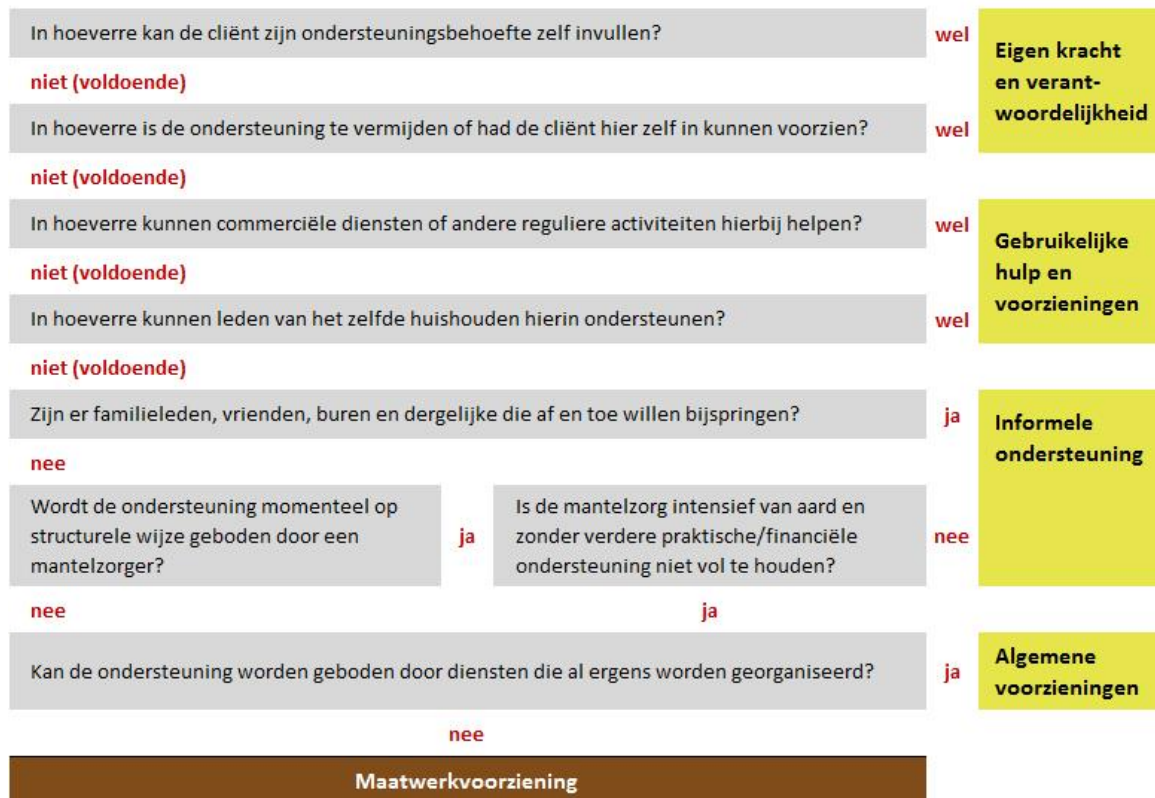 In hoeverre kan de cliënt zijn ondersteuningsbehoefte zelf invullen?
wel
Eigen kracht
en verant-
woordelijkheid
niet (voldoende)
In hoeverre is de ondersteuning te vermijden of had de cliënt hier zelf in kunnen voorzien?
wel
niet (voldoende)
In hoeverre kunnen commerciële diensten of andere reguliere activiteiten hierbij helpen?
wel
Gebruikelijke
hulp en
voorzieningen
niet (voldoende)
In hoeverre kunnen leden van het zelfde huishouden hierin ondersteunen?
wel
niet (voldoende)
Zijn er familieleden, vrienden, buren en dergelijke die af en toe willen bijspringen?
ja
Informele
ondersteuning
nee
Wordt de ondersteuning momenteel op
structurele wijze geboden door een
mantelzorger?
ja
Is de mantelzorg intensief van aard en
zonder verdere praktische/financiële
ondersteuning niet vol te houden?
nee
nee
ja
Kan de ondersteuning worden geboden door diensten die al ergens worden georganiseerd?
ja
Algemene
voorzieningen
nee
Maatwerkvoorziening